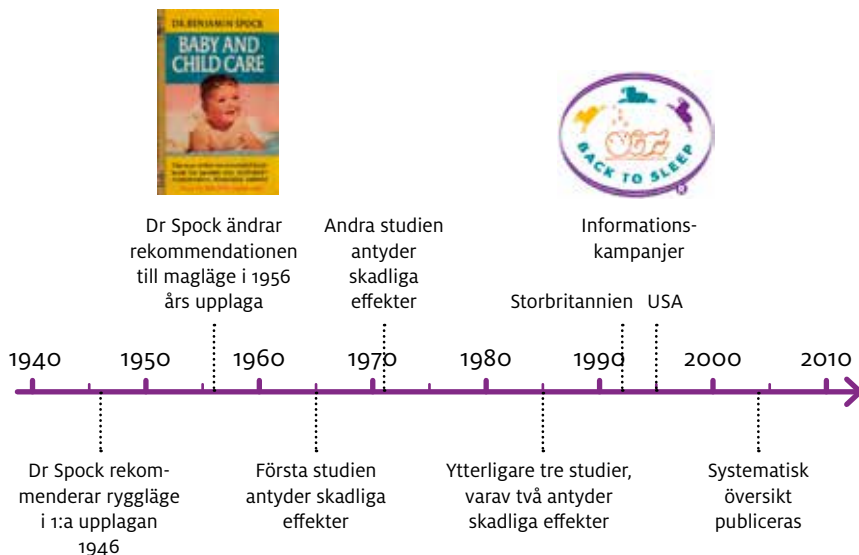 DR. BENJAMIN SPOCK
BABY AND
CHILD CARE
BACK TO SLEEP
®
Dr Spock ändrar
rekommendationen
till magläge i 1956
års upplaga
Andra studien
antyder
skadliga
effekter
Informations-
kampanjer
Storbritannien USA
1940 1950 1960 1970 1980 1990 2000 2010
Dr Spock rekom-
menderar ryggläge
i 1:a upplagan
1946
Första studien
antyder skadliga
effekter
Ytterligare tre studier,
varav två antyder
skadliga effekter
Systematisk
översikt
publiceras